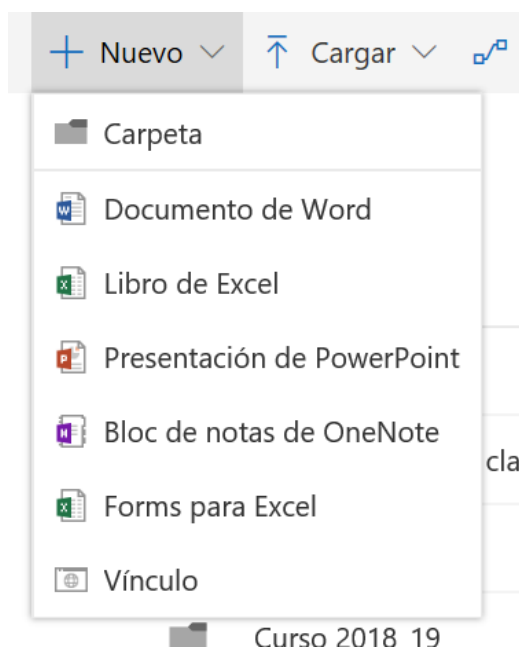 Nuevo Cargar
Carpeta
Documento de Word
Libro de Excel
Presentación de PowerPoint
Bloc de notas de OneNote
cla
Forms para Excel
Vínculo
Curso 2018_19